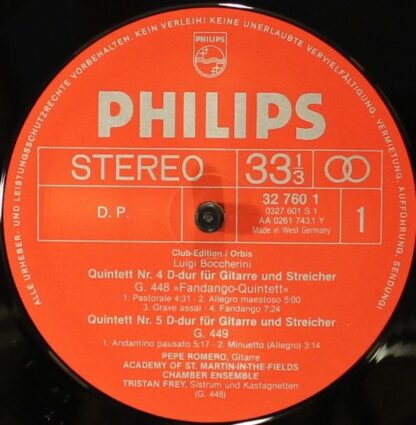 ALLE URHEBER- UND LEISTUNGSSCHUTZRECHTE VORBEHALTEN. KEIN VERLEIH! KEINE UNERLAUBTE VERVIELFÄLTIGUNG, VERMIETUNG, AUFFÜHRUNG, SENDUNG!
PHILIPS
PHILIPS
STEREO
33 1/3
D. P.
32 760 1
0327 601 S 1
AA 0261 743.1 Y
Made in West Germany
1
Club-Edition / Orbis
Luigi Boccherini
Quintett Nr. 4 D-dur für Gitarre und Streicher
G. 448 »Fandango-Quintett«
1. Pastorale 4:31 - 2. Allegro maestoso 5:00
3. Grave assai - 4. Fandango 7:24
Quintett Nr. 5 D-dur für Gitarre und Streicher
G. 449
1. Andantino pausato 5:17 - 2. Minuetto (Allegro) 3:14
PEPE ROMERO, Gitarre
ACADEMY OF ST. MARTIN-IN-THE-FIELDS
CHAMBER ENSEMBLE
TRISTAN FREY, Sistrum und Kastagnetten
(G. 448)